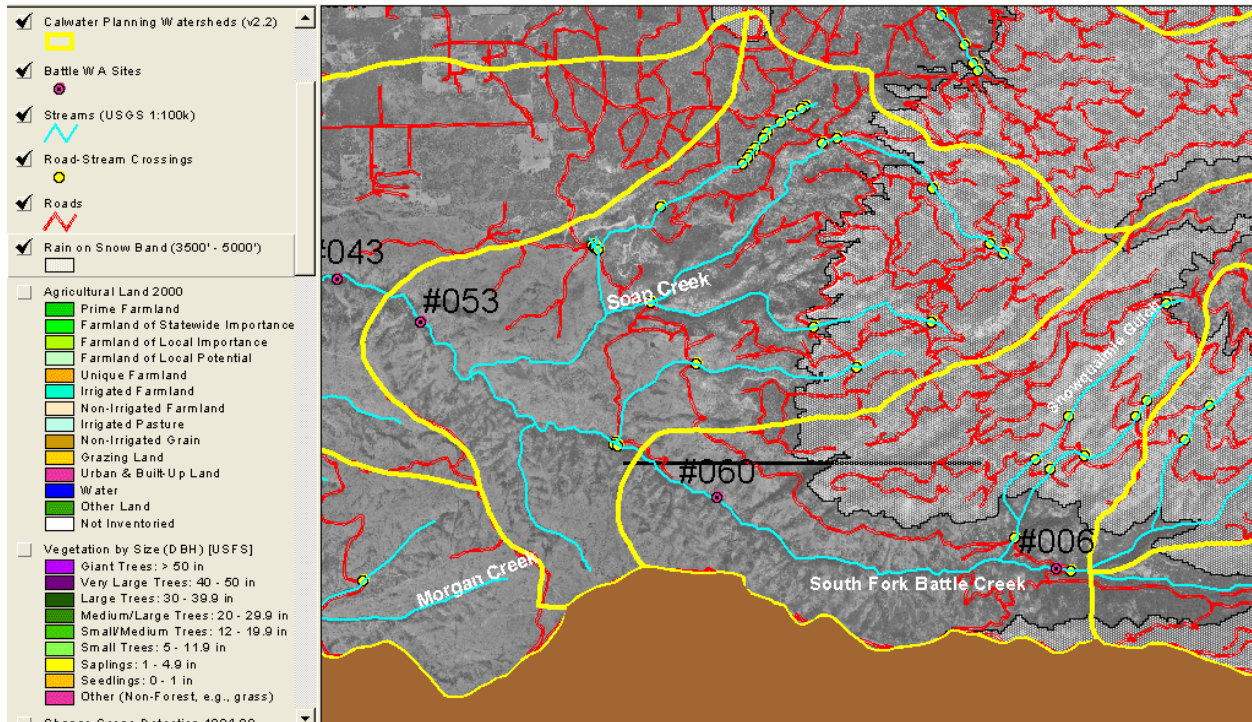 Calwater Planning Watersheds (v2.2)
Battle WA Sites
Streams (USGS 1:100k)
Road-Stream Crossings
Roads
Rain on Snow Band (3500' - 5000')
Agricultural Land 2000
Prime Farmland
Farmland of Statewide Importance
Farmland of Local Importance
Farmland of Local Potential
Unique Farmland
Irrigated Farmland
Non-Irrigated Farmland
Irrigated Pasture
Non-Irrigated Grain
Grazing Land
Urban & Built-Up Land
Water
Other Land
Not Inventoried
Vegetation by Size (DBH) [USFS]
Giant Trees: > 50 in
Very Large Trees: 40 - 50 in
Large Trees: 30 - 39.9 in
Medium/Large Trees: 20 - 29.9 in
Small/Medium Trees: 12 - 19.9 in
Small Trees: 5 - 11.9 in
Saplings: 1 - 4.9 in
Seedlings: 0 - 1 in
Other (Non-Forest, e.g., grass)
#043
#053
Soap Creek
Snowqualmie Gulch
#060
#006
South Fork Battle Creek
Morgan Creek